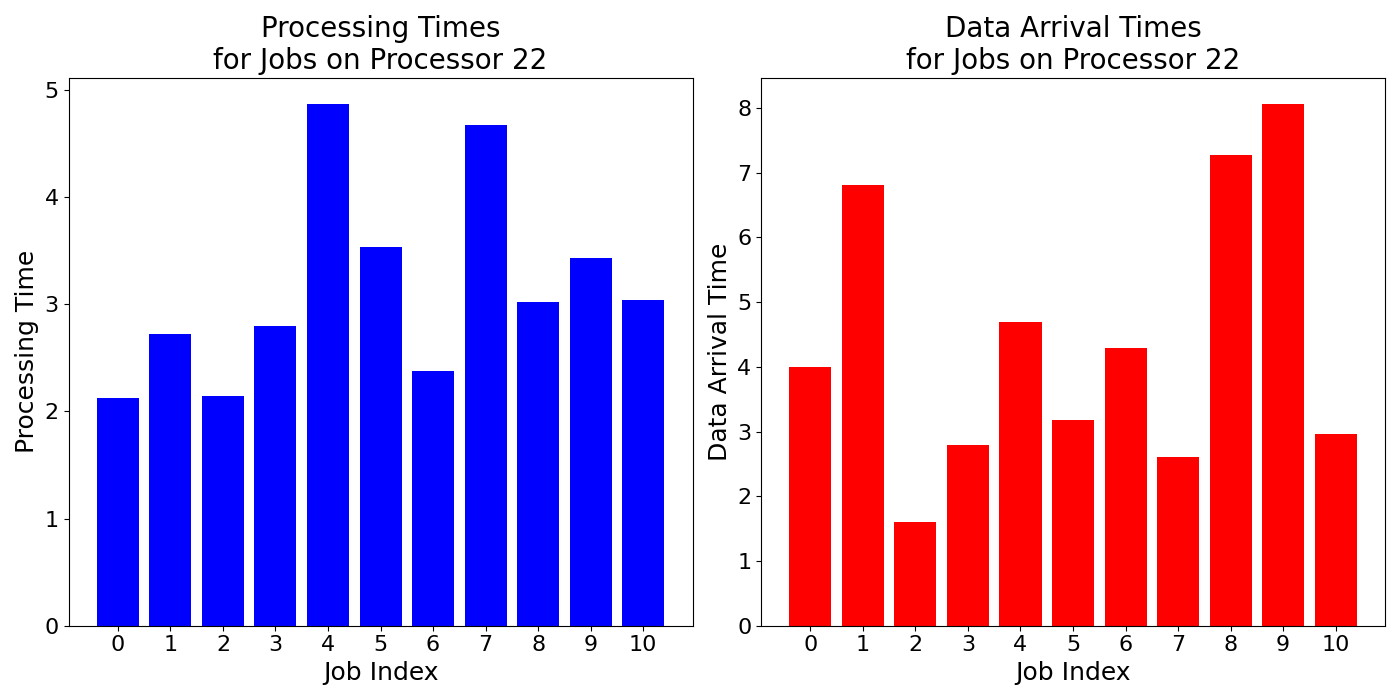 Processing Times
for Jobs on Processor 22
Processing Time
5
4
3
2
1
0
0 1 2 3 4 5 6 7 8 9 10
Job Index
Data Arrival Times
for Jobs on Processor 22
Data Arrival Time
8
7
6
5
4
3
2
1
0
0 1 2 3 4 5 6 7 8 9 10
Job Index